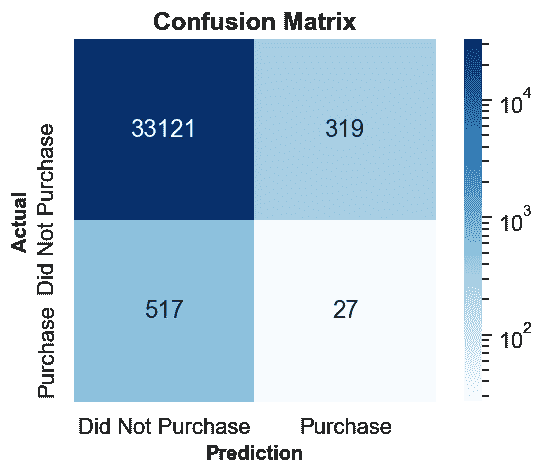 Confusion Matrix
Actual
Did Not Purchase
Purchase
33121
319
517
27
10^4
10^3
10^2
Did Not Purchase
Purchase
Prediction